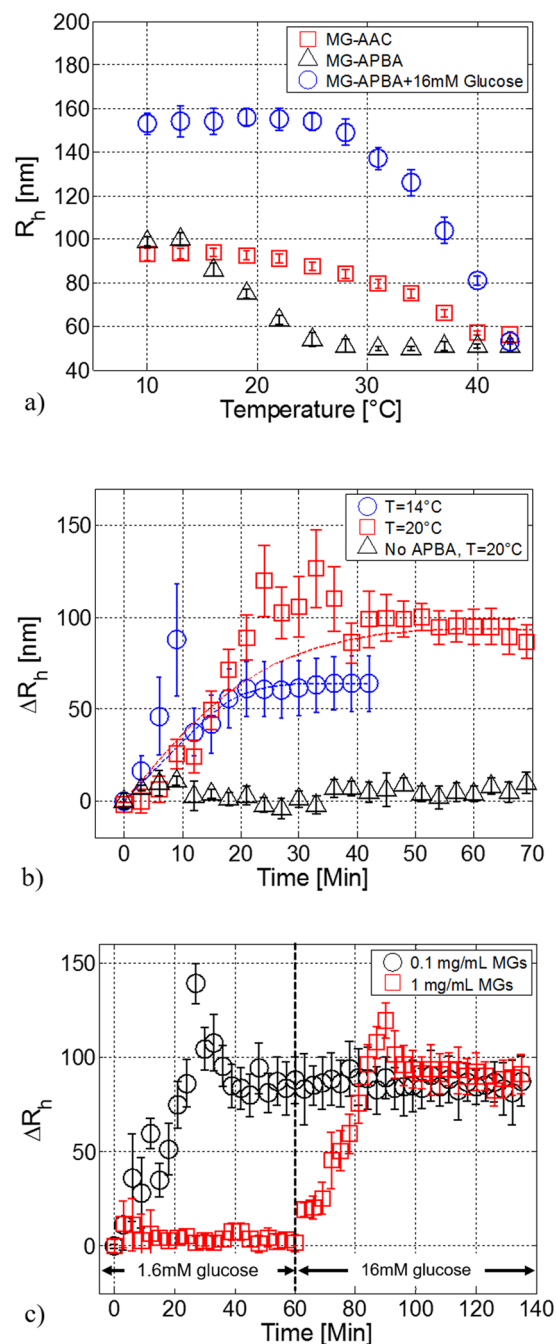 200
180
160
140
120
100
80
60
40
R_h [nm]
MG-AAC
MG-APBA
MG-APBA+16mM Glucose
10 20 30 40
Temperature [°C]
a)
150
100
50
0
ΔR_h [nm]
T=14°C
T=20°C
No APBA, T=20°C
0 10 20 30 40 50 60 70
Time [Min]
b)
150
100
50
0
ΔR_h
0.1 mg/mL MGs
1 mg/mL MGs
1.6mM glucose 16mM glucose
0 20 40 60 80 100 120 140
Time [Min]
c)